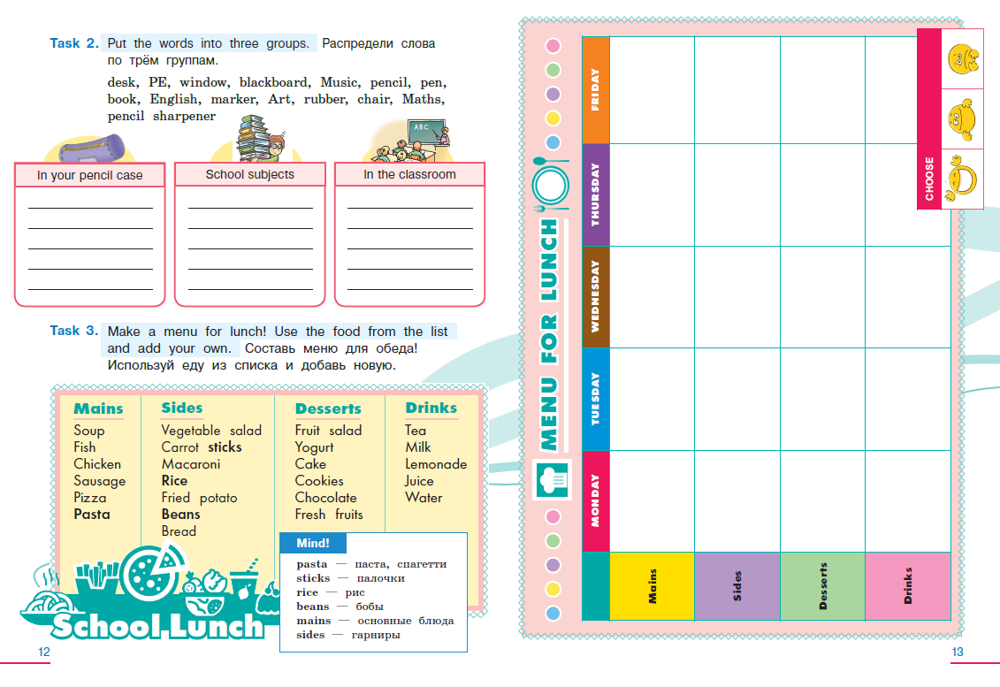 Task 2. Put the words into three groups. Распредели слова
по трём группам.
desk, PE, window, blackboard, Music, pencil, pen,
book, English, marker, Art, rubber, chair, Maths,
pencil sharpener
ABC
In your pencil case
School subjects
In the classroom
Task 3. Make a menu for lunch! Use the food from the list
and add your own. Составь меню для обеда!
Используй еду из списка и добавь новую.
Mains
Soup
Fish
Chicken
Sausage
Pizza
Pasta
Sides
Vegetable salad
Carrot sticks
Macaroni
Rice
Fried potato
Beans
Bread
Desserts
Fruit salad
Yogurt
Cake
Cookies
Chocolate
Fresh fruits
Drinks
Tea
Milk
Lemonade
Juice
Water
Mind!
pasta — паста, спагетти
sticks — палочки
rice — рис
beans — бобы
mains — основные блюда
sides — гарниры
School Lunch
12
MENU FOR LUNCH
MONDAY
TUESDAY
WEDNESDAY
THURSDAY
FRIDAY
Mains
Sides
Desserts
Drinks
CHOOSE
13